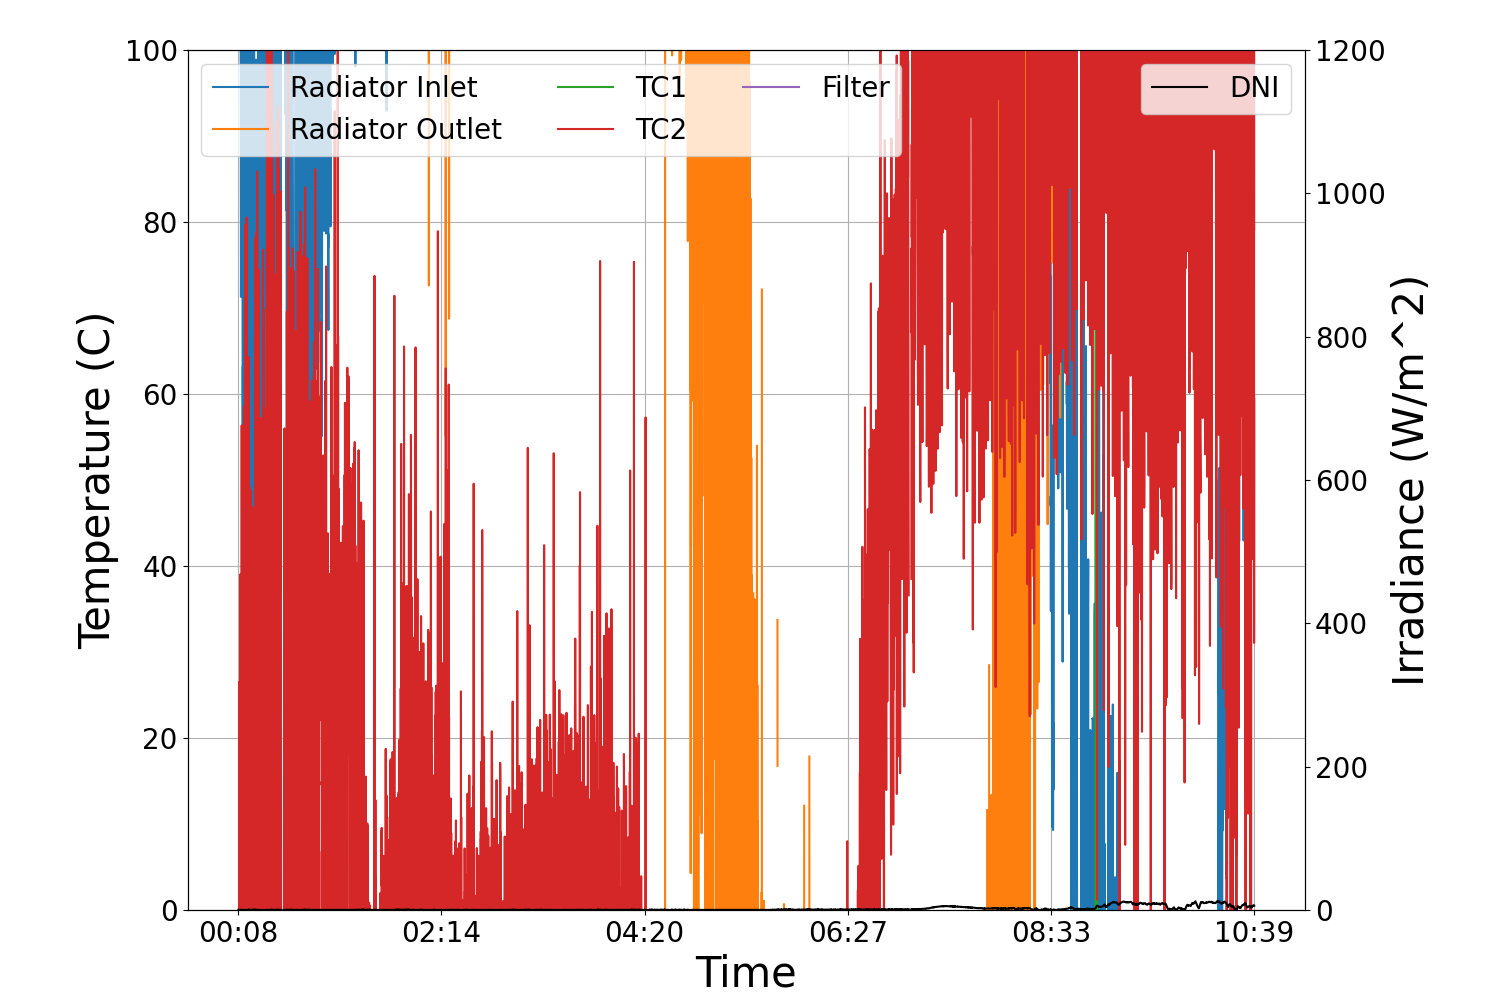 100
80
60
40
20
0
Temperature (C)
1200
1000
800
600
400
200
0
Irradiance (W/m^2)
Radiator Inlet
Radiator Outlet
TC1
TC2
Filter
DNI
00:08 02:14 04:20 06:27 08:33 10:39
Time